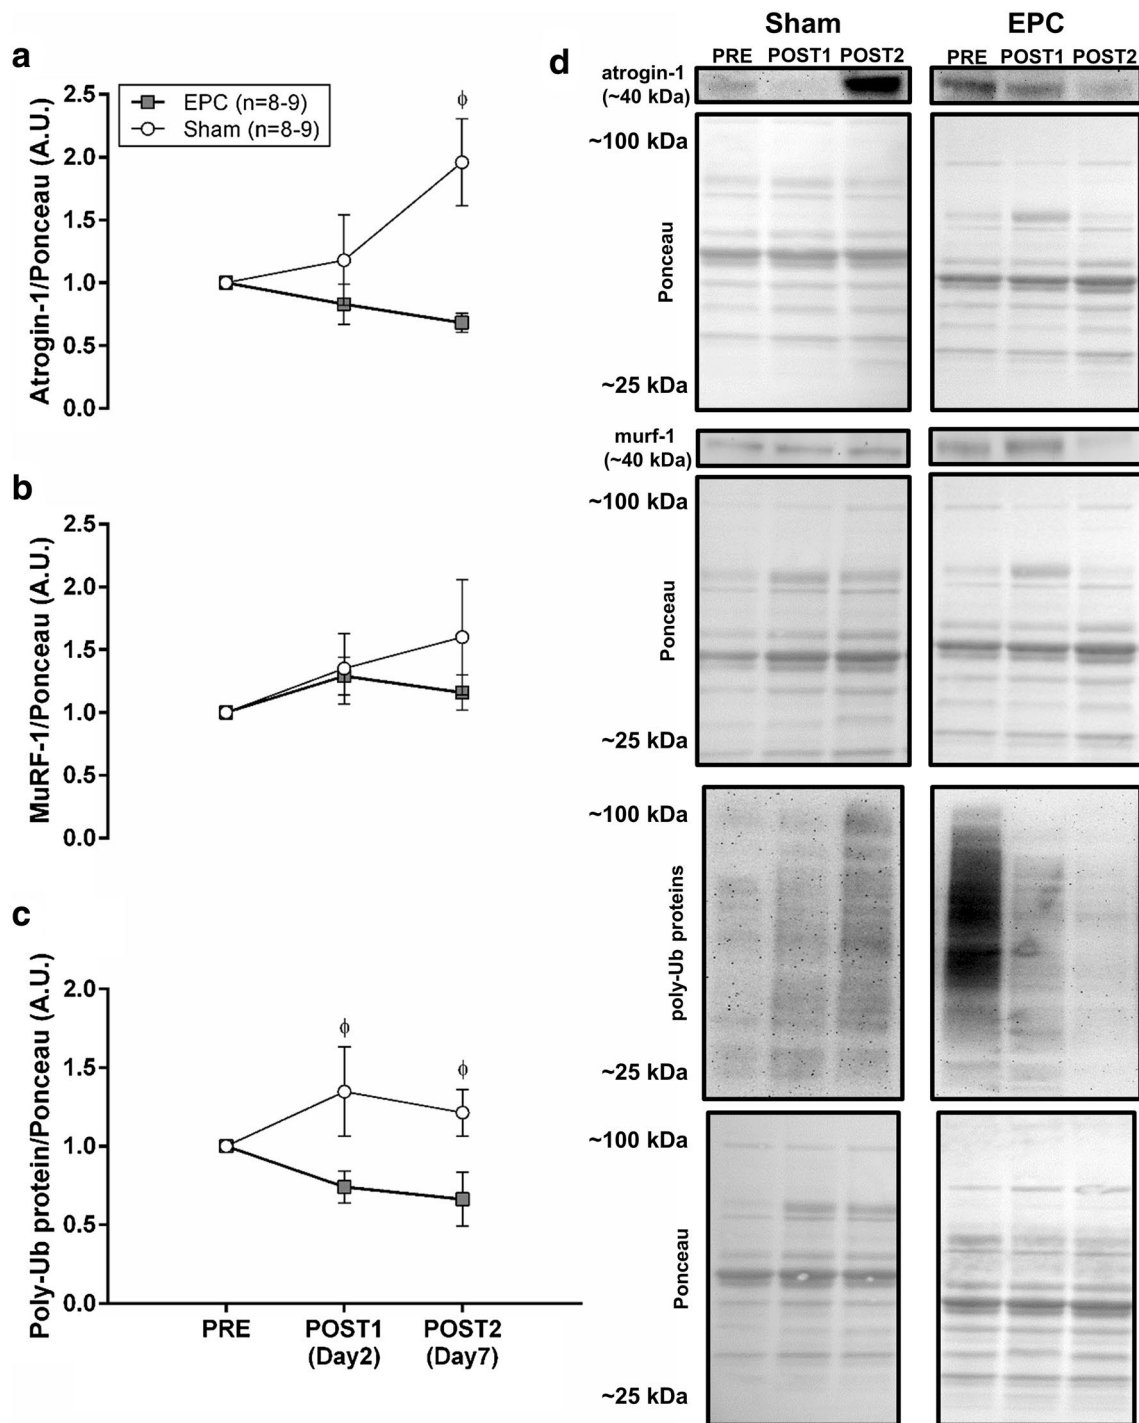 a
2.5
2.0
1.5
1.0
0.5
0.0
Atrogin-1/Ponceau (A.U.)
EPC (n=8-9)
Sham (n=8-9)
ϕ
b
2.5
2.0
1.5
1.0
0.5
0.0
MuRF-1/Ponceau (A.U.)
c
2.0
1.5
1.0
0.5
0.0
Poly-Ub protein/Ponceau (A.U.)
ϕ
ϕ
PRE
POST1
(Day2)
POST2
(Day7)
d
Sham
EPC
PRE POST1 POST2
PRE POST1 POST2
atrogin-1
(~40 kDa)
~100 kDa
Ponceau
~25 kDa
murf-1
(~40 kDa)
~100 kDa
Ponceau
~25 kDa
~100 kDa
poly-Ub proteins
~25 kDa
~100 kDa
Ponceau
~25 kDa